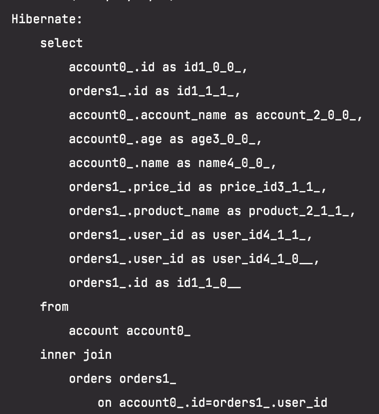 Hibernate:
select
account0_.id as id1_0_0_,
orders1_.id as id1_1_1_,
account0_.account_name as account_2_0_0_,
account0_.age as age3_0_0_,
account0_.name as name4_0_0_,
orders1_.price_id as price_id3_1_1_,
orders1_.product_name as product_2_1_1_,
orders1_.user_id as user_id4_1_1_,
orders1_.user_id as user_id4_1_0__,
orders1_.id as id1_1_0__
from
account account0_
inner join
orders orders1_
on account0_.id=orders1_.user_id